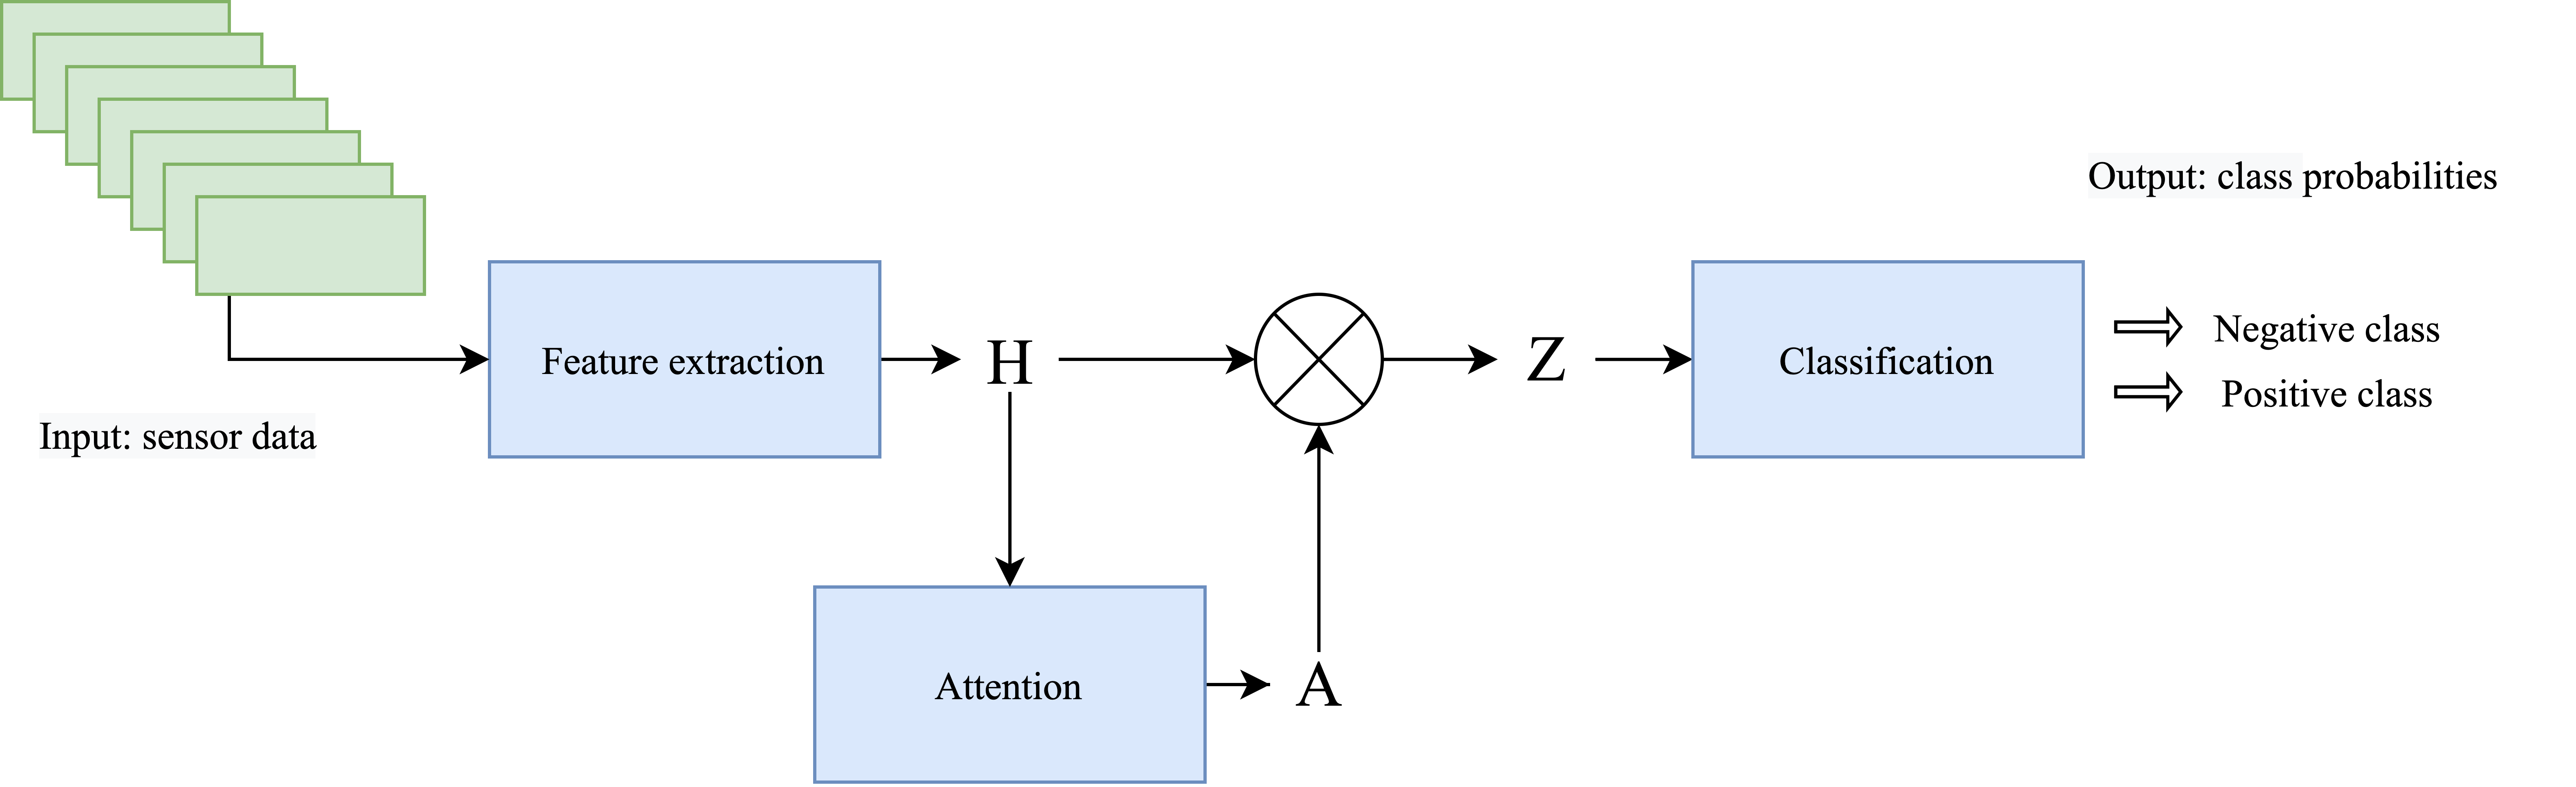 Output: class probabilities
Negative class
Feature extraction
H
Z
Classification
Positive class
Input: sensor data
Attention
A